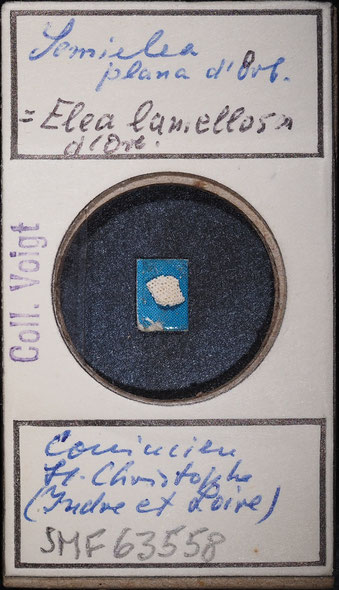 Semielea
plana d'Orb.
= Elea lamellosa
d'Orb.
Coll. Voigt
Coniacien
St. Christophe
(Indre et Loire)
SMF 63558